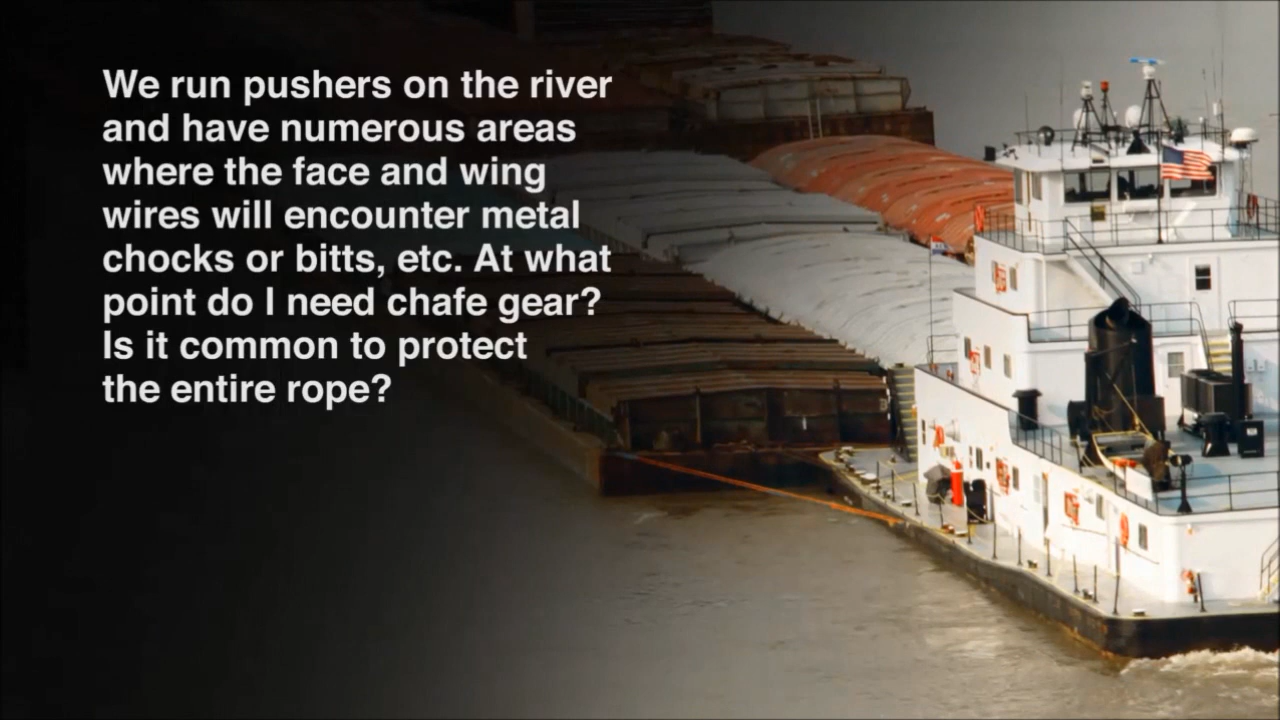 We run pushers on the river
and have numerous areas
where the face and wing
wires will encounter metal
chocks or bitts, etc. At what
point do I need chafe gear?
Is it common to protect
the entire rope?